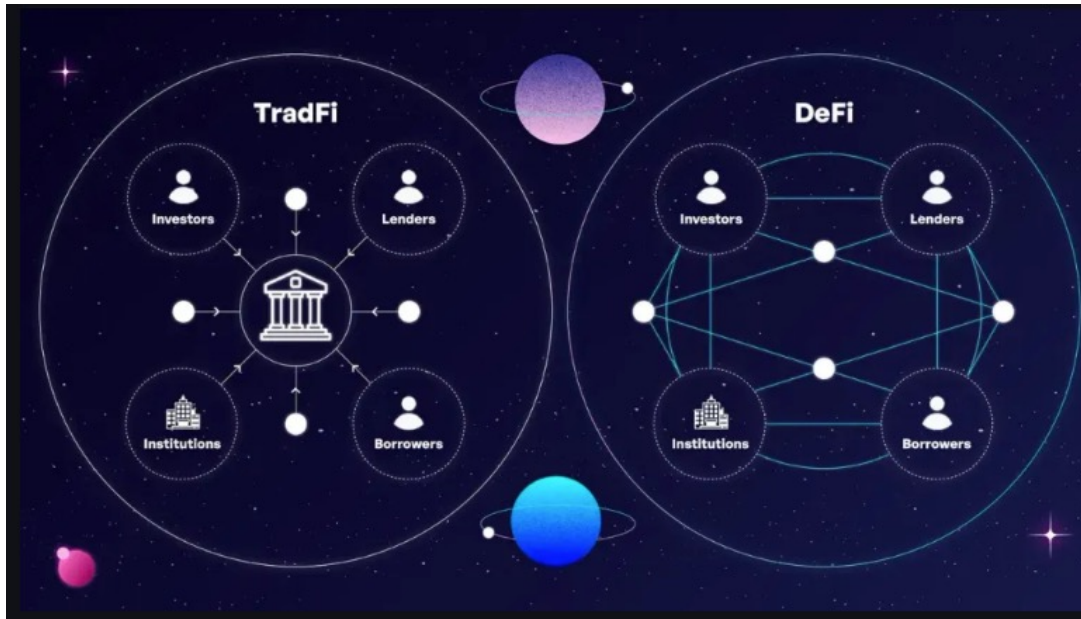 TradFi
Investors
Lenders
Institutions
Borrowers
DeFi
Investors
Lenders
Institutions
Borrowers